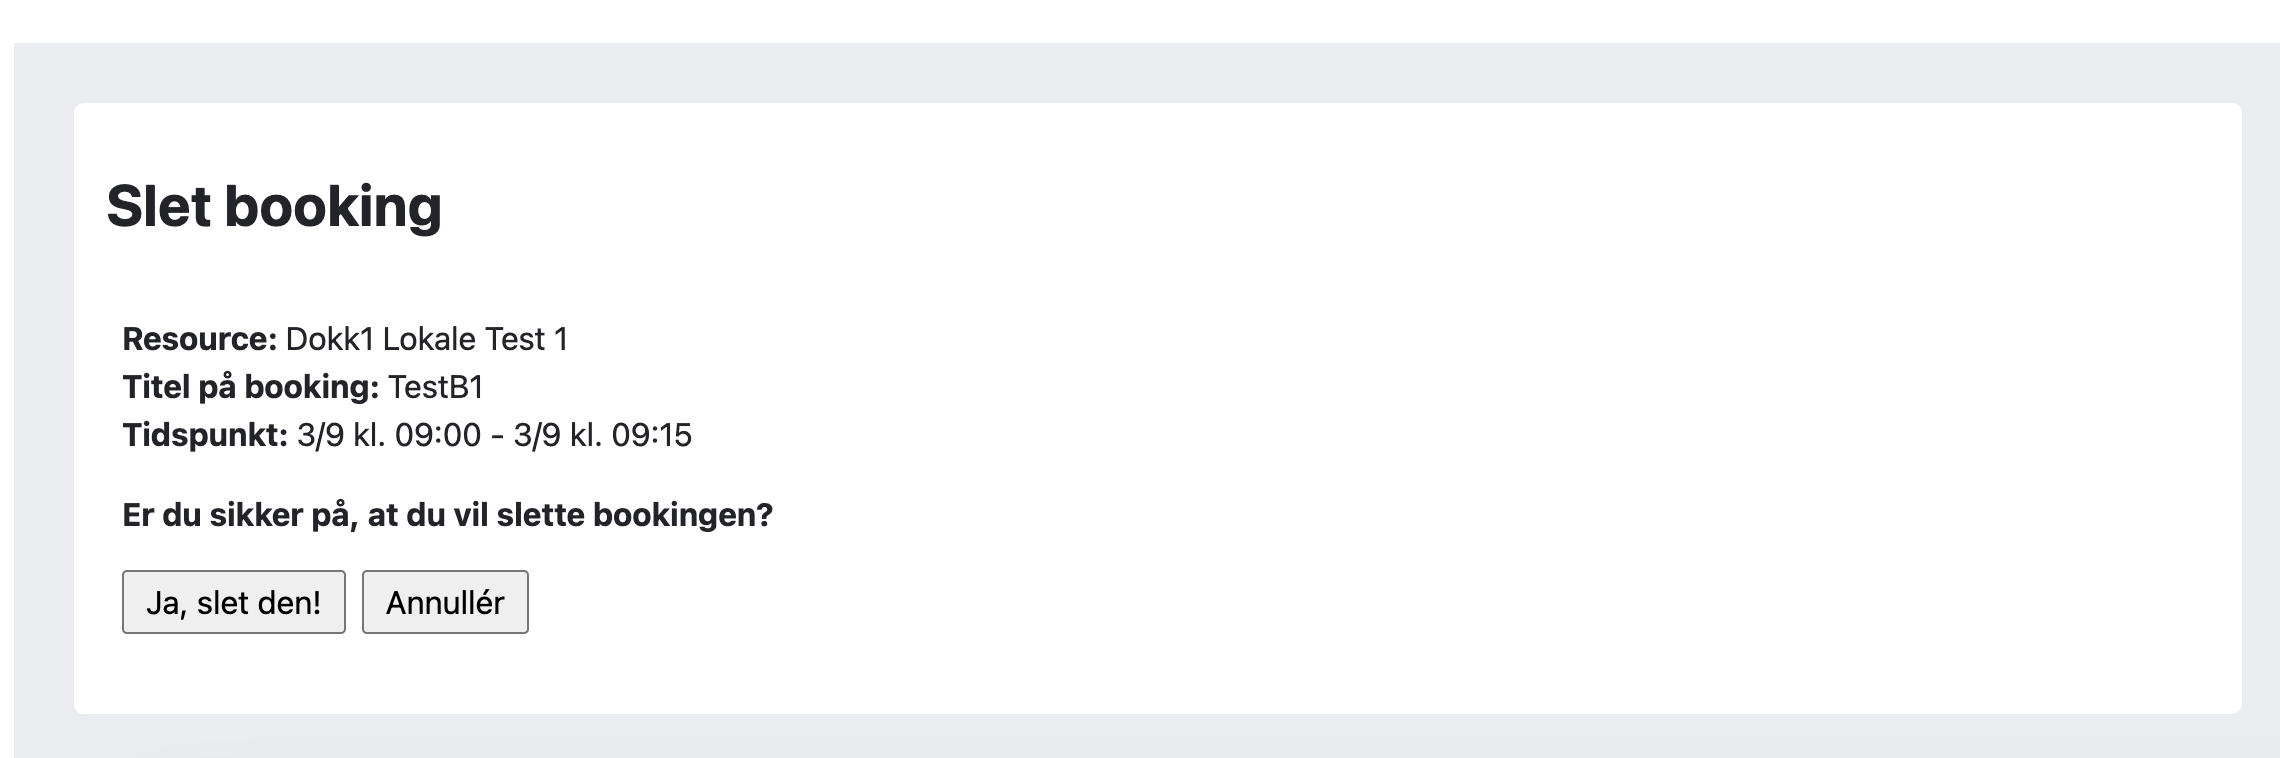 Slet booking
Resource: Dokk1 Lokale Test 1
Titel på booking: TestB1
Tidspunkt: 3/9 kl. 09:00 - 3/9 kl. 09:15
Er du sikker på, at du vil slette bookingen?
Ja, slet den! Annullér